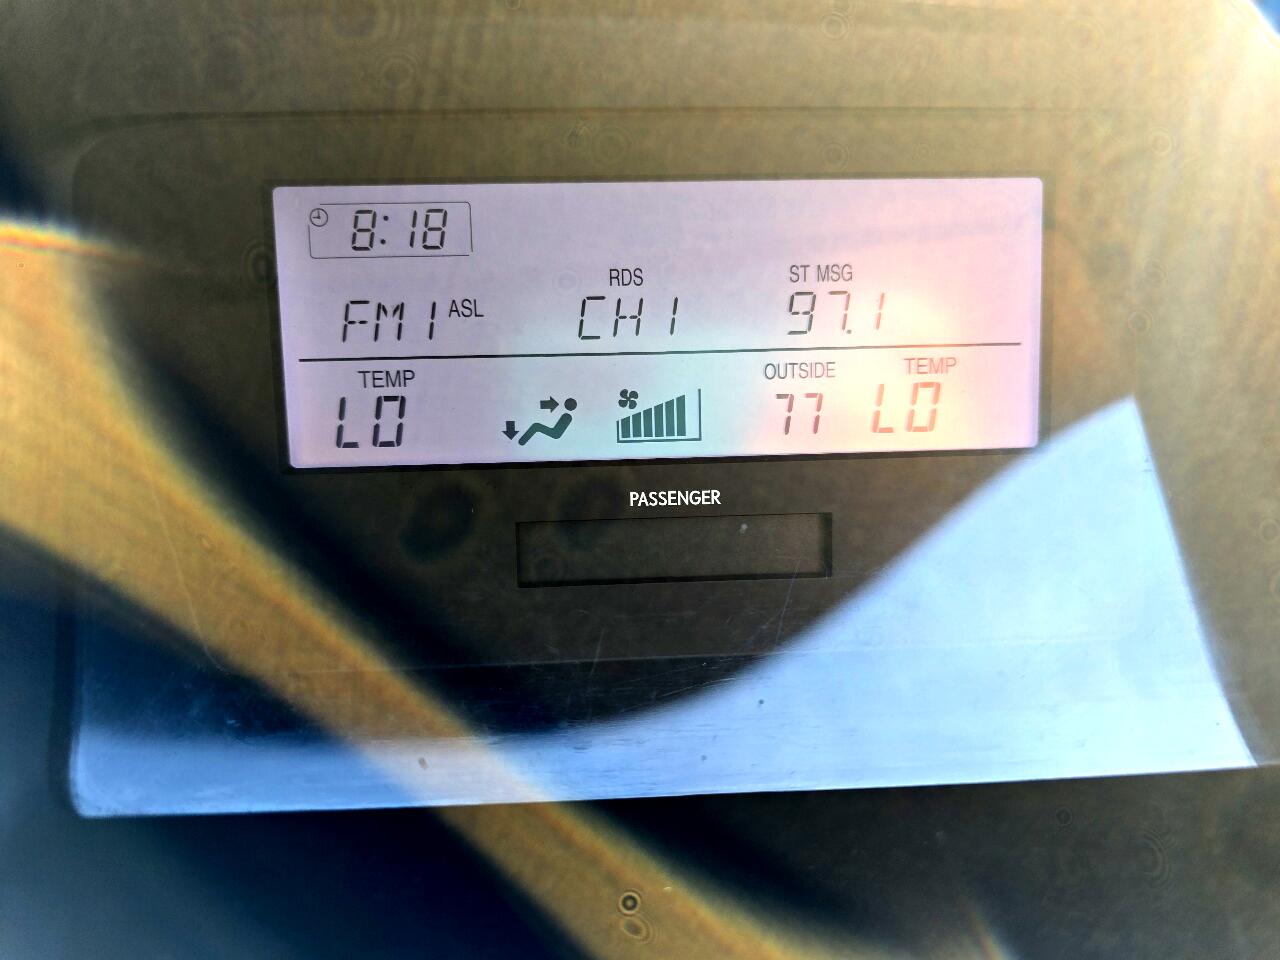 8:18
RDS ST MSG
FM1 ASL CH1 97.1
TEMP OUTSIDE TEMP
LO 77 LO
PASSENGER